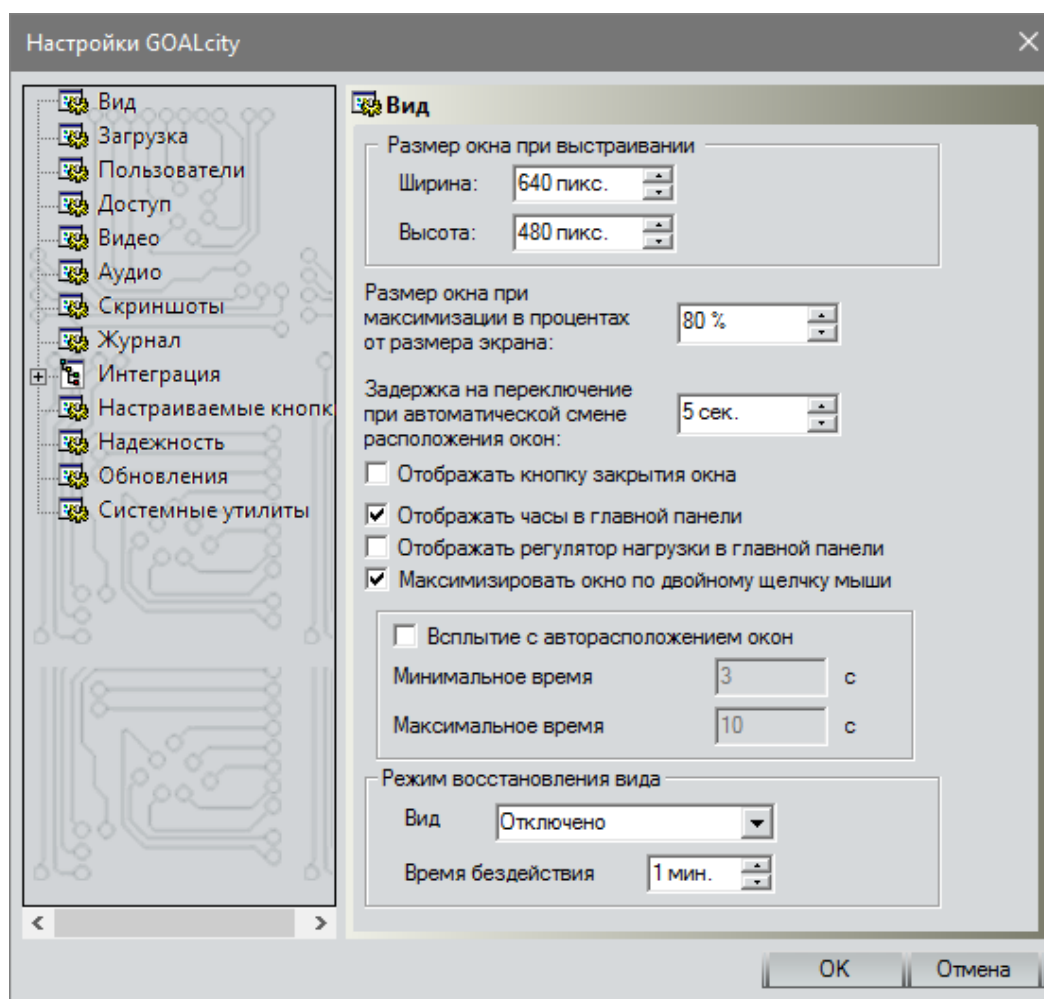 Настройки GOALcity
Вид
Загрузка
Пользователи
Доступ
Видео
Аудио
Скриншоты
Журнал
Интеграция
Настраиваемые кнопк
Надежность
Обновления
Системные утилиты
Вид
Размер окна при выстраивании
Ширина: 640 пикс.
Высота: 480 пикс.
Размер окна при
максимизации в процентах
от размера экрана:
80 %
Задержка на переключение
при автоматической смене
расположения окон:
5 сек.
Отображать кнопку закрытия окна
Отображать часы в главной панели
Отображать регулятор нагрузки в главной панели
Максимизировать окно по двойному щелчку мыши
Всплытие с авторасположением окон
Минимальное время 3 с
Максимальное время 10 с
Режим восстановления вида
Вид Отключено
Время бездействия 1 мин.
OK Отмена